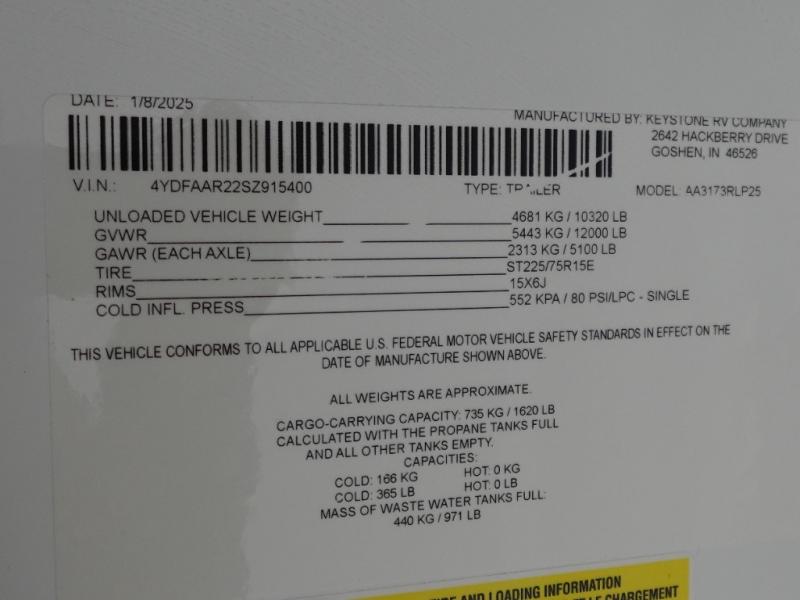 DATE: 1/8/2025
MANUFACTURED BY: KEYSTONE RV COMPANY
2642 HACKBERRY DRIVE
GOSHEN, IN 46526
V.I.N.: 4YDFAAR22SZ915400 TYPE: TRAILER MODEL: AA3173RLP25
UNLOADED VEHICLE WEIGHT 4681 KG / 10320 LB
GVWR 5443 KG / 12000 LB
GAWR (EACH AXLE) 2313 KG / 5100 LB
TIRE ST225/75R15E
RIMS 15X6J
COLD INFL. PRESS 552 KPA / 80 PSI/LPC - SINGLE
THIS VEHICLE CONFORMS TO ALL APPLICABLE U.S. FEDERAL MOTOR VEHICLE SAFETY STANDARDS IN EFFECT ON THE
DATE OF MANUFACTURE SHOWN ABOVE.
ALL WEIGHTS ARE APPROXIMATE.
CARGO-CARRYING CAPACITY: 735 KG / 1620 LB
CALCULATED WITH THE PROPANE TANKS FULL
AND ALL OTHER TANKS EMPTY.
CAPACITIES:
COLD: 166 KG HOT: 0 KG
COLD: 365 LB HOT: 0 LB
MASS OF WASTE WATER TANKS FULL:
440 KG / 971 LB
AND LOADING INFORMATION
LE CHARGEMENT